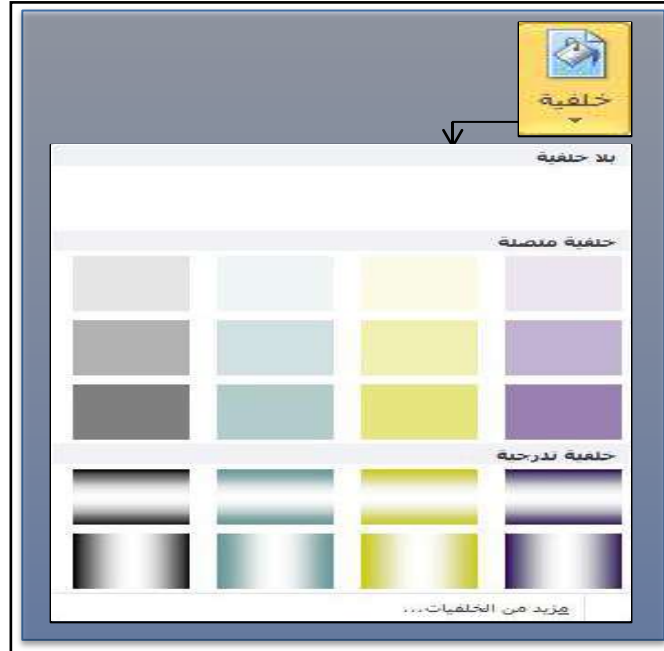 خلفية
بلا خلفية
خلفية متصلة
خلفية تدرجية
مزيد من الخلفيات...